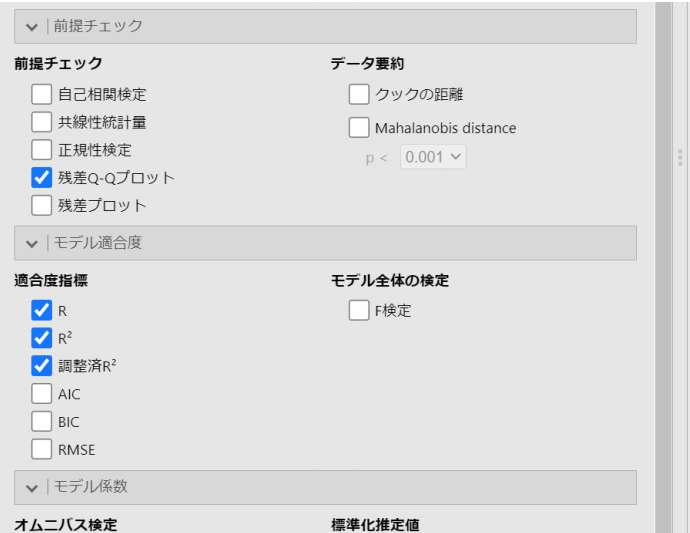 前提チェック
前提チェック
自己相関検定
共線性統計量
正規性検定
残差Q-Qプロット
残差プロット
データ要約
クックの距離
Mahalanobis distance
p < 0.001
モデル適合度
適合度指標
R
R²
調整済R²
AIC
BIC
RMSE
モデル全体の検定
F検定
モデル係数
オムニバス検定
標準化推定値